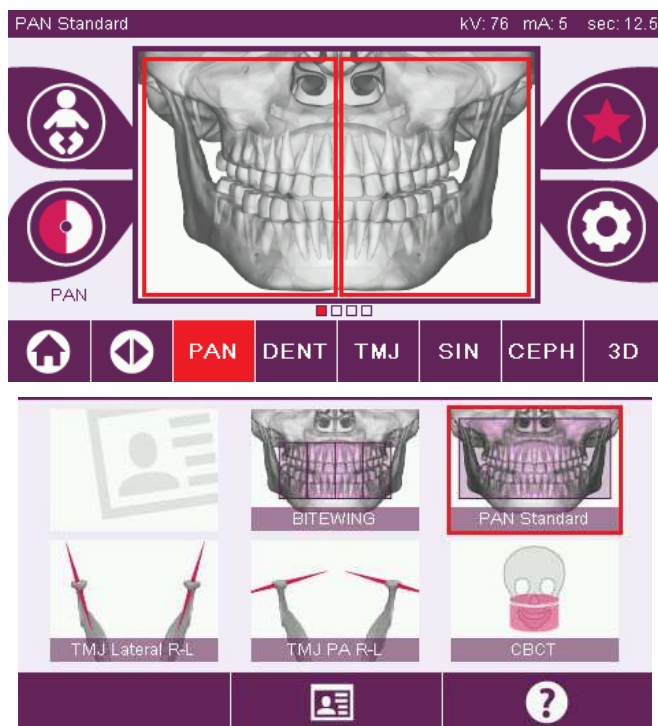 PAN Standard kV: 76 mA: 5 sec: 12.5
PAN
PAN DENT TMJ SIN CEPH 3D
BITEWING PAN Standard
TMJ Lateral R-L TMJ PA R-L CBCT
?